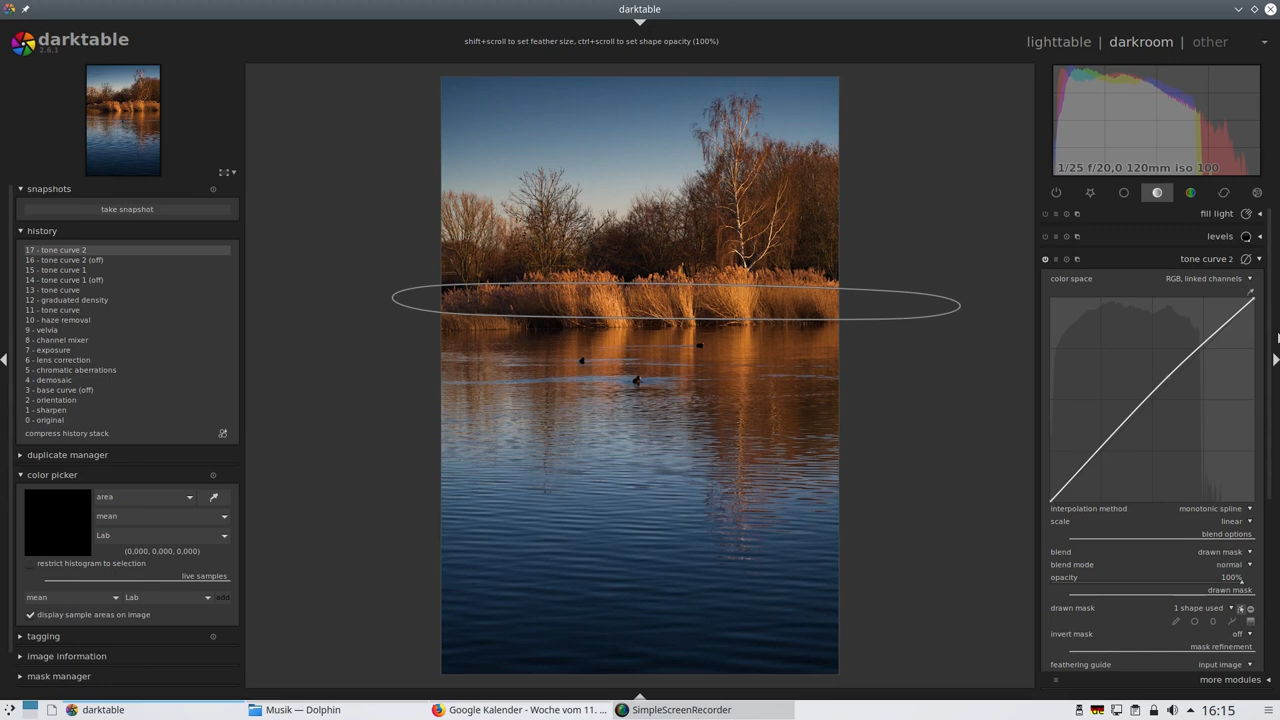 darktable
darktable
2.6.1
shift+scroll to set feather size, ctrl+scroll to set shape opacity (100%)
lighttable | darkroom | other
1/25 f/20,0 120mm iso 100
snapshots
take snapshot
history
17 - tone curve 2
16 - tone curve 2 (off)
15 - tone curve 1
14 - tone curve 1 (off)
13 - tone curve
12 - graduated density
11 - tone curve
10 - haze removal
9 - velvia
8 - channel mixer
7 - exposure
6 - lens correction
5 - chromatic aberrations
4 - demosaic
3 - base curve (off)
2 - orientation
1 - sharpen
0 - original
compress history stack
duplicate manager
color picker
area
mean
Lab
(0,000, 0,000, 0,000)
restrict histogram to selection
live samples
mean Lab add
display sample areas on image
tagging
image information
mask manager
fill light
levels
tone curve 2
color space RGB, linked channels
interpolation method monotonic spline
scale linear
blend options
blend drawn mask
blend mode normal
opacity 100%
drawn mask
drawn mask 1 shape used
invert mask off
mask refinement
feathering guide input image
more modules
darktable Musik — Dolphin Google Kalender - Woche vom 11. ... SimpleScreenRecorder 16:15